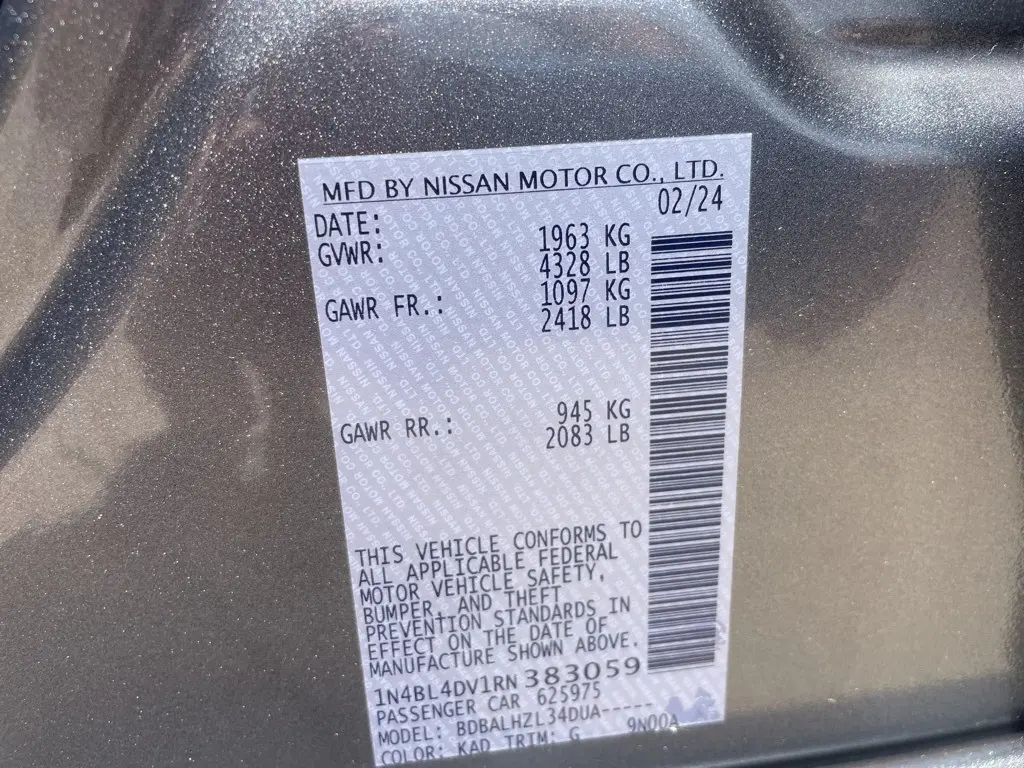 MFD BY NISSAN MOTOR CO., LTD.
DATE: 02/24
GVWR: 1963 KG
4328 LB
GAWR FR.: 1097 KG
2418 LB
GAWR RR.: 945 KG
2083 LB
THIS VEHICLE CONFORMS TO
ALL APPLICABLE FEDERAL
MOTOR VEHICLE SAFETY,
BUMPER, AND THEFT
PREVENTION STANDARDS IN
EFFECT ON THE DATE OF
MANUFACTURE SHOWN ABOVE.
1N4BL4DV1RN383059
PASSENGER CAR 625975
MODEL: BDBALHZL34DUA-----
COLOR: KAD TRIM: G 9N00A